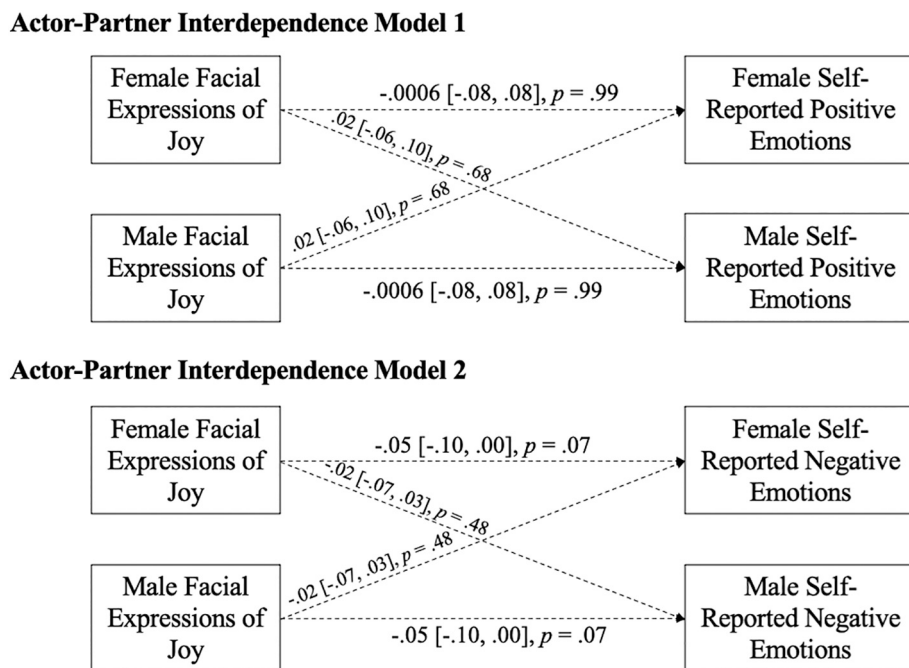 Actor-Partner Interdependence Model 1
Female Facial
Expressions of
Joy
-.0006 [-.08, .08], p = .99
Female Self-
Reported Positive
Emotions
.02 [-.06, .10], p = .68
.02 [-.06, .10], p = .68
Male Facial
Expressions of
Joy
-.0006 [-.08, .08], p = .99
Male Self-
Reported Positive
Emotions
Actor-Partner Interdependence Model 2
Female Facial
Expressions of
Joy
-.05 [-.10, .00], p = .07
Female Self-
Reported Negative
Emotions
-.02 [-.07, .03], p = .48
-.02 [-.07, .03], p = .48
Male Facial
Expressions of
Joy
-.05 [-.10, .00], p = .07
Male Self-
Reported Negative
Emotions